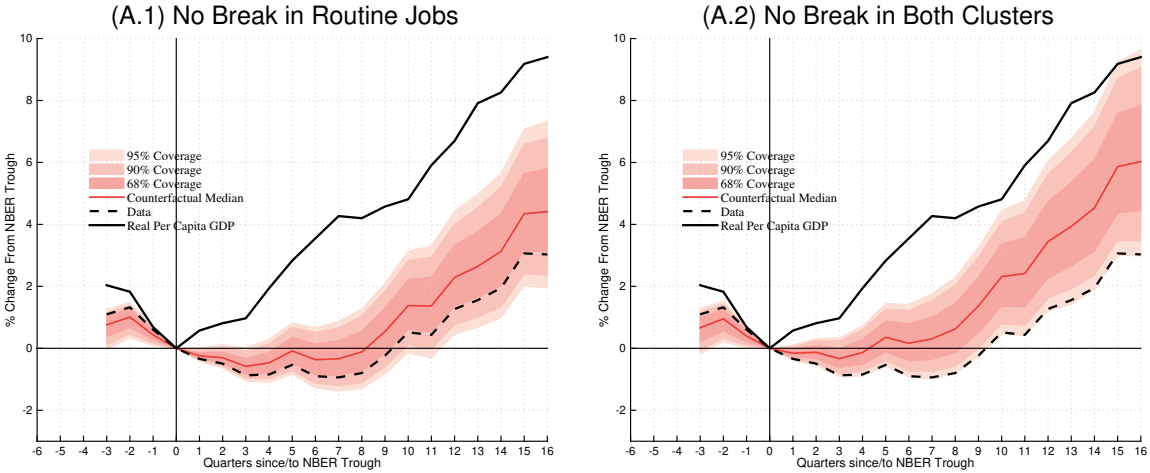 (A.1) No Break in Routine Jobs
10
8
6
4
2
0
-2
% Change From NBER Trough
95% Coverage
90% Coverage
68% Coverage
Counterfactual Median
Data
Real Per Capita GDP
-6 -5 -4 -3 -2 -1 0 1 2 3 4 5 6 7 8 9 10 11 12 13 14 15 16
Quarters since/to NBER Trough
(A.2) No Break in Both Clusters
10
8
6
4
2
0
-2
% Change From NBER Trough
95% Coverage
90% Coverage
68% Coverage
Counterfactual Median
Data
Real Per Capita GDP
-6 -5 -4 -3 -2 -1 0 1 2 3 4 5 6 7 8 9 10 11 12 13 14 15 16
Quarters since/to NBER Trough